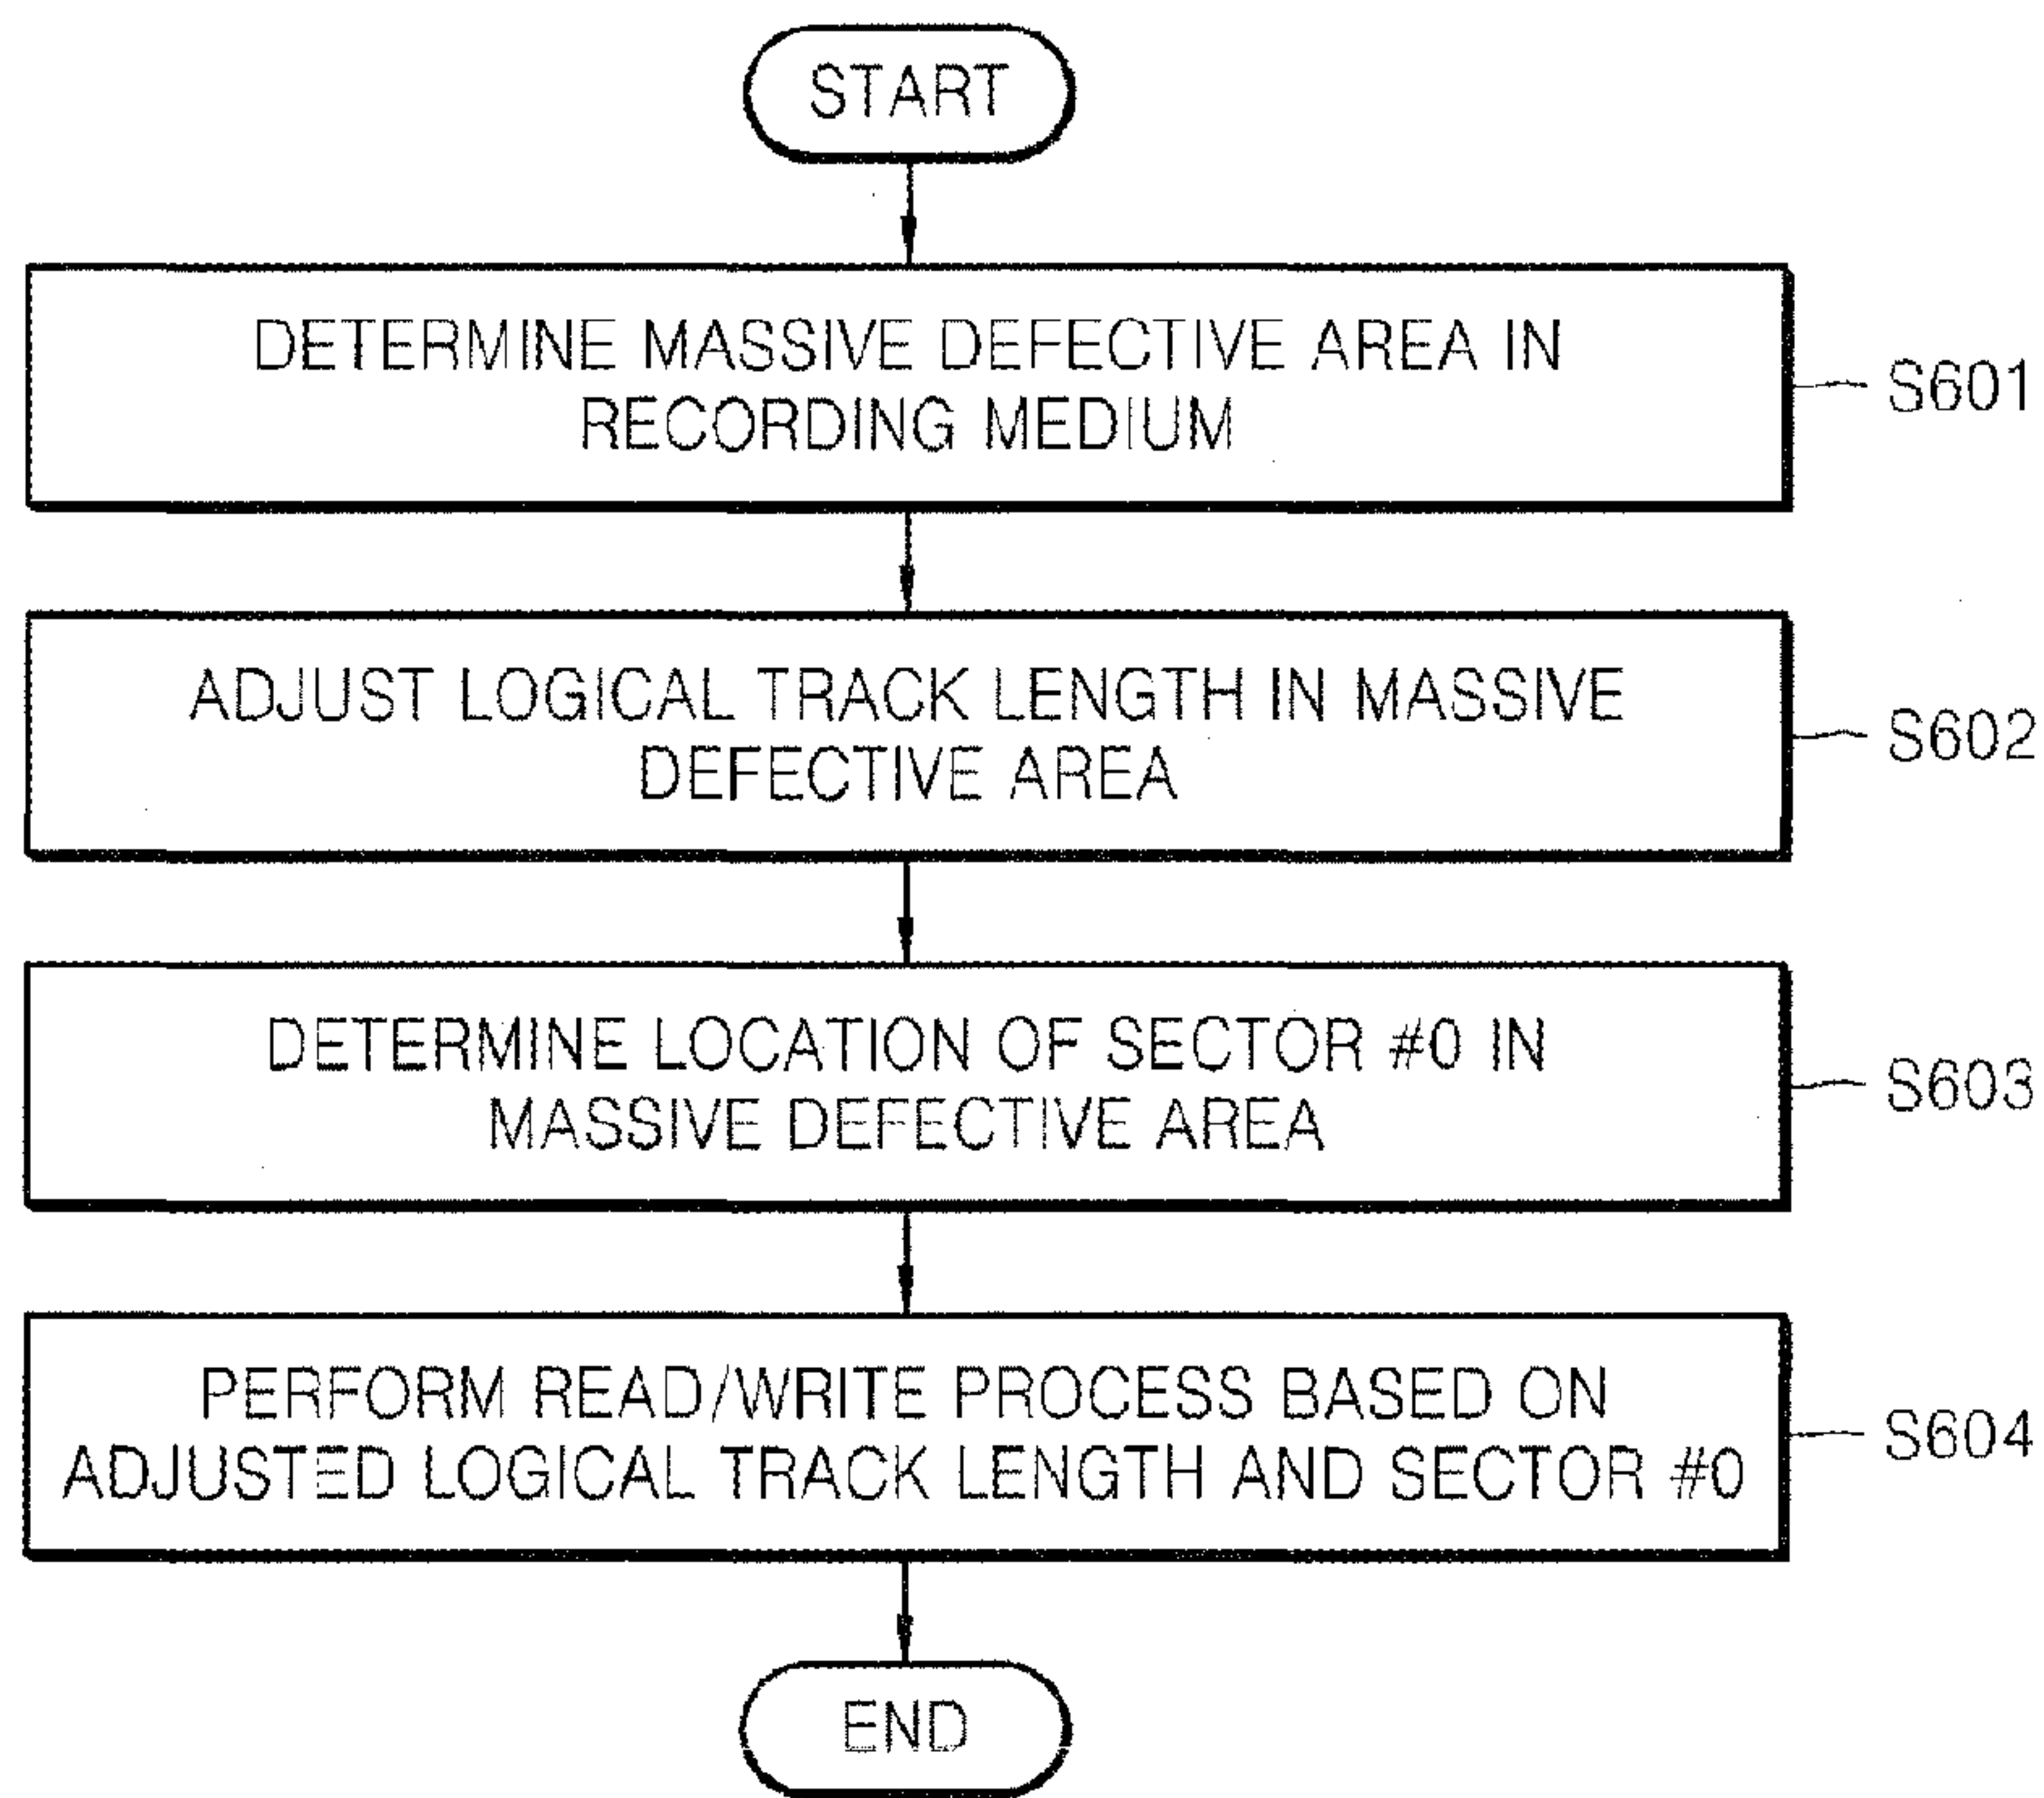 START
DETERMINE MASSIVE DEFECTIVE AREA IN
RECORDING MEDIUM
S601
ADJUST LOGICAL TRACK LENGTH IN MASSIVE
DEFECTIVE AREA
S602
DETERMINE LOCATION OF SECTOR #0 IN
MASSIVE DEFECTIVE AREA
S603
PERFORM READ/WRITE PROCESS BASED ON
ADJUSTED LOGICAL TRACK LENGTH AND SECTOR #0
S604
END